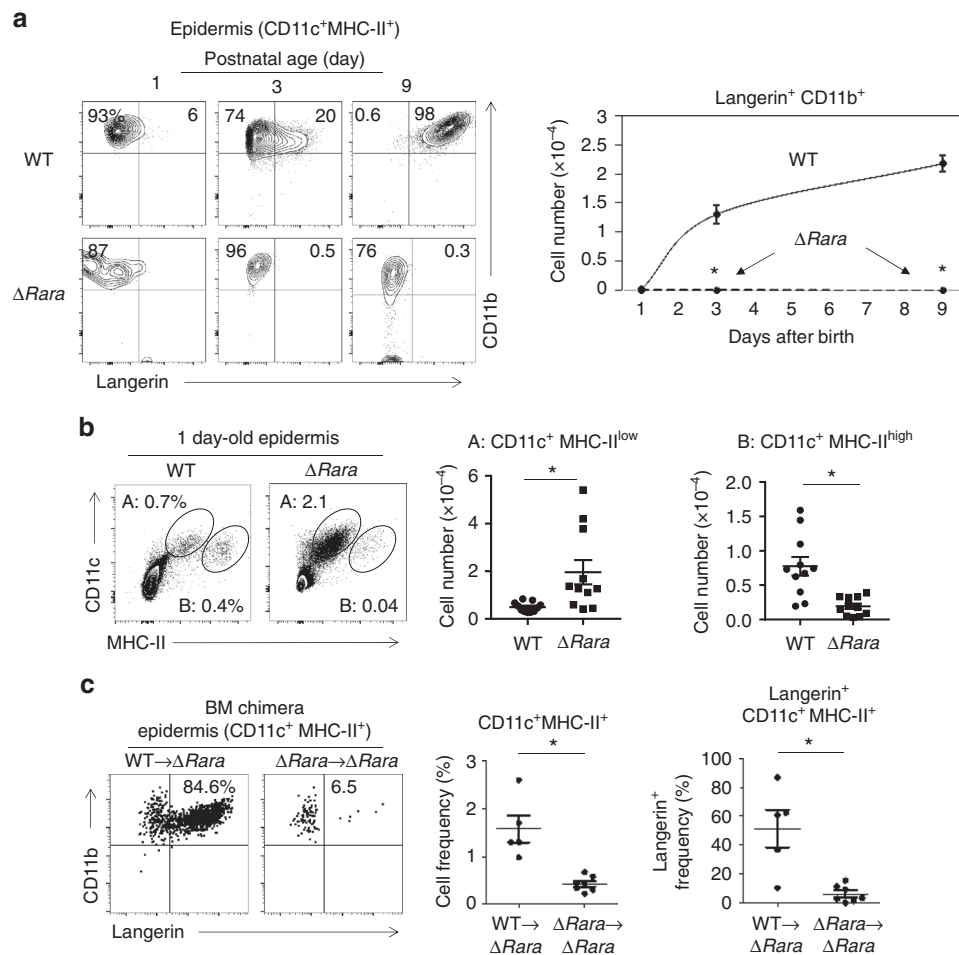 a
Epidermis (CD11c⁺MHC-II⁺)
Postnatal age (day)
1 3 9
WT
93% 6
74 20
0.6 98
ΔRara
87
96 0.5
76 0.3
CD11b
Langerin
Langerin⁺ CD11b⁺
Cell number (×10⁻⁴)
3
2.5
2
1.5
1
0.5
0
WT
ΔRara
* *
1 2 3 4 5 6 7 8 9
Days after birth
b
1 day-old epidermis
WT ΔRara
A: 0.7% A: 2.1
B: 0.4% B: 0.04
CD11c
MHC-II
A: CD11c⁺ MHC-IIˡᵒʷ
*
Cell number (×10⁻⁴)
6
4
2
0
WT ΔRara
B: CD11c⁺ MHC-IIʰⁱᵍʰ
*
Cell number (×10⁻⁴)
2.0
1.5
1.0
0.5
0.0
WT ΔRara
c
BM chimera
epidermis (CD11c⁺ MHC-II⁺)
WT→ΔRara ΔRara→ΔRara
84.6% 6.5
CD11b
Langerin
CD11c⁺MHC-II⁺
*
Cell frequency (%)
3
2
1
0
WT→ ΔRara→
ΔRara ΔRara
Langerin⁺
CD11c⁺ MHC-II⁺
*
Langerin⁺
frequency (%)
100
80
60
40
20
0
WT→ ΔRara→
ΔRara ΔRara